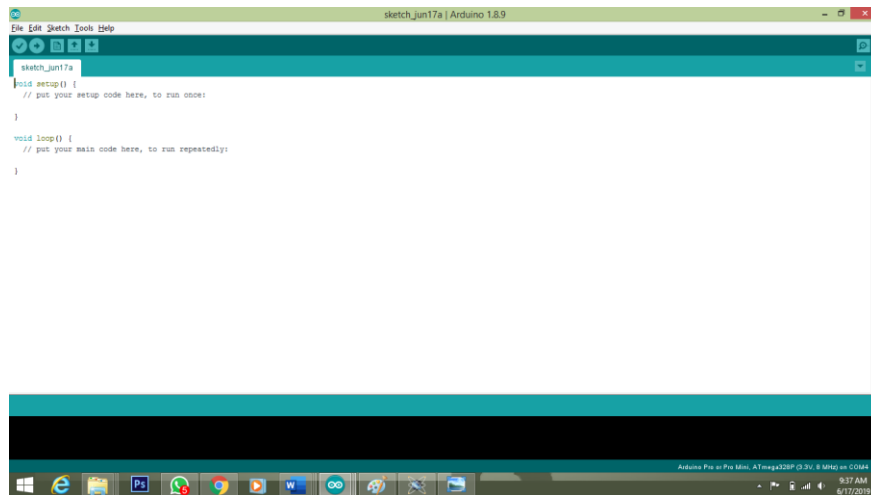 sketch_jun17a | Arduino 1.8.9
File Edit Sketch Tools Help
sketch_jun17a
void setup() {
// put your setup code here, to run once:
}
void loop() {
// put your main code here, to run repeatedly:
}
Arduino Pro or Pro Mini, ATmega328P (3.3V, 8 MHz) on COM4
Ps
5
W
9:37 AM
6/17/2019